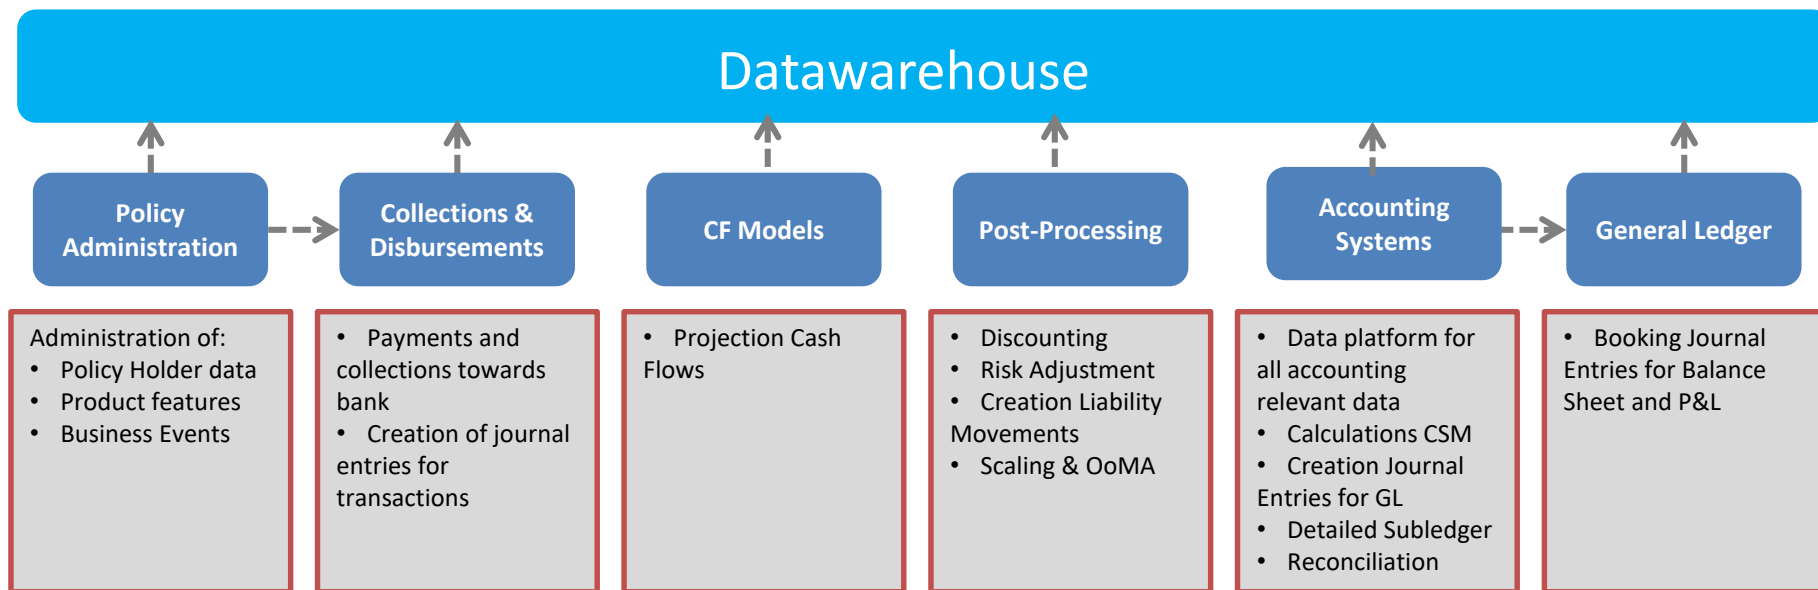 Datawarehouse
Policy
Administration
Collections &
Disbursements
CF Models
Post-Processing
Accounting
Systems
General Ledger
Administration of:
• Policy Holder data
• Product features
• Business Events
• Payments and
collections towards
bank
• Creation of journal
entries for
transactions
• Projection Cash
Flows
• Discounting
• Risk Adjustment
• Creation Liability
Movements
• Scaling & OoMA
• Data platform for
all accounting
relevant data
• Calculations CSM
• Creation Journal
Entries for GL
• Detailed Subledger
• Reconciliation
• Booking Journal
Entries for Balance
Sheet and P&L